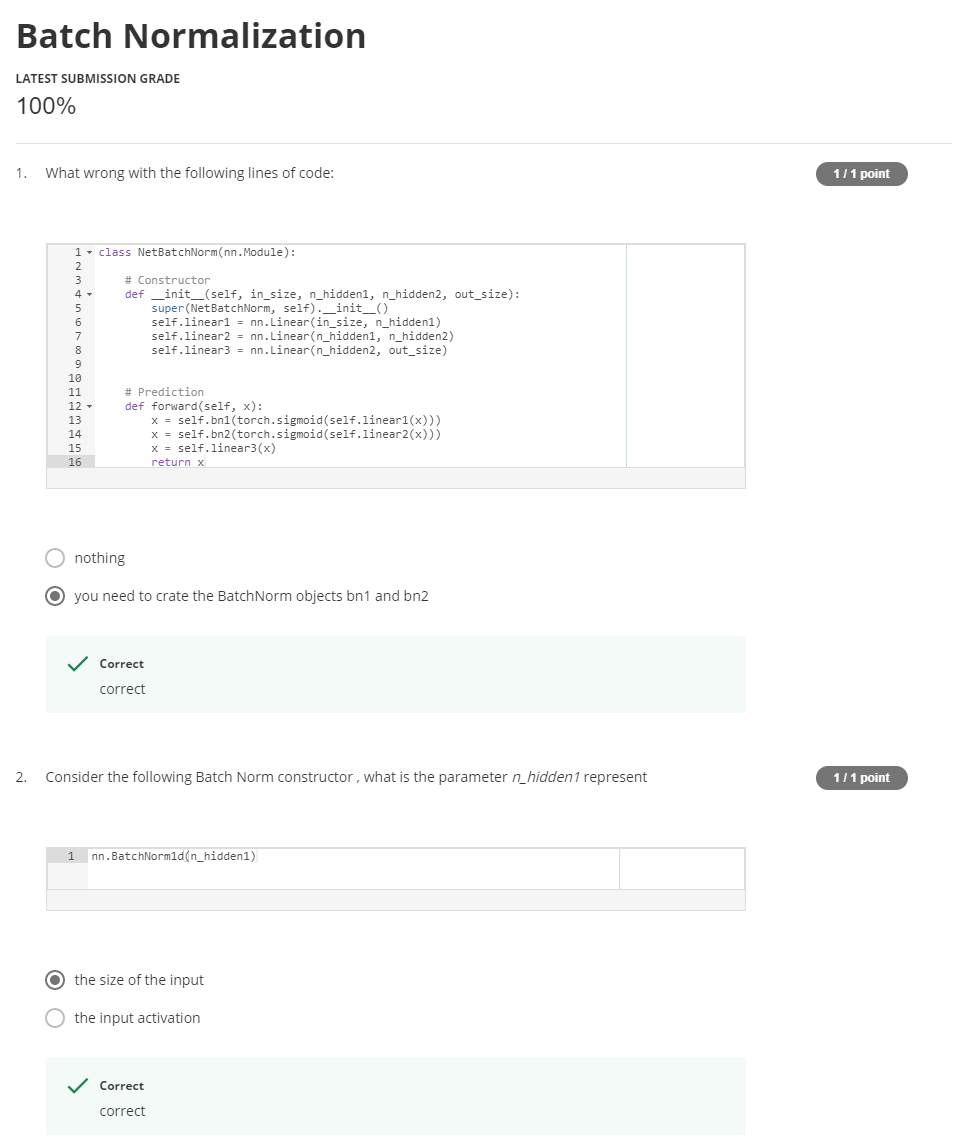 Batch Normalization
LATEST SUBMISSION GRADE
100%
1. What wrong with the following lines of code:
1 / 1 point
1 class NetBatchNorm(nn.Module):
2
3 # Constructor
4 def __init__(self, in_size, n_hidden1, n_hidden2, out_size):
5 super(NetBatchNorm, self).__init__()
6 self.linear1 = nn.Linear(in_size, n_hidden1)
7 self.linear2 = nn.Linear(n_hidden1, n_hidden2)
8 self.linear3 = nn.Linear(n_hidden2, out_size)
9
10
11 # Prediction
12 def forward(self, x):
13 x = self.bn1(torch.sigmoid(self.linear1(x)))
14 x = self.bn2(torch.sigmoid(self.linear2(x)))
15 x = self.linear3(x)
16 return x
nothing
you need to crate the BatchNorm objects bn1 and bn2
Correct
correct
2. Consider the following Batch Norm constructor , what is the parameter n_hidden1 represent
1 / 1 point
1 nn.BatchNorm1d(n_hidden1)
the size of the input
the input activation
Correct
correct